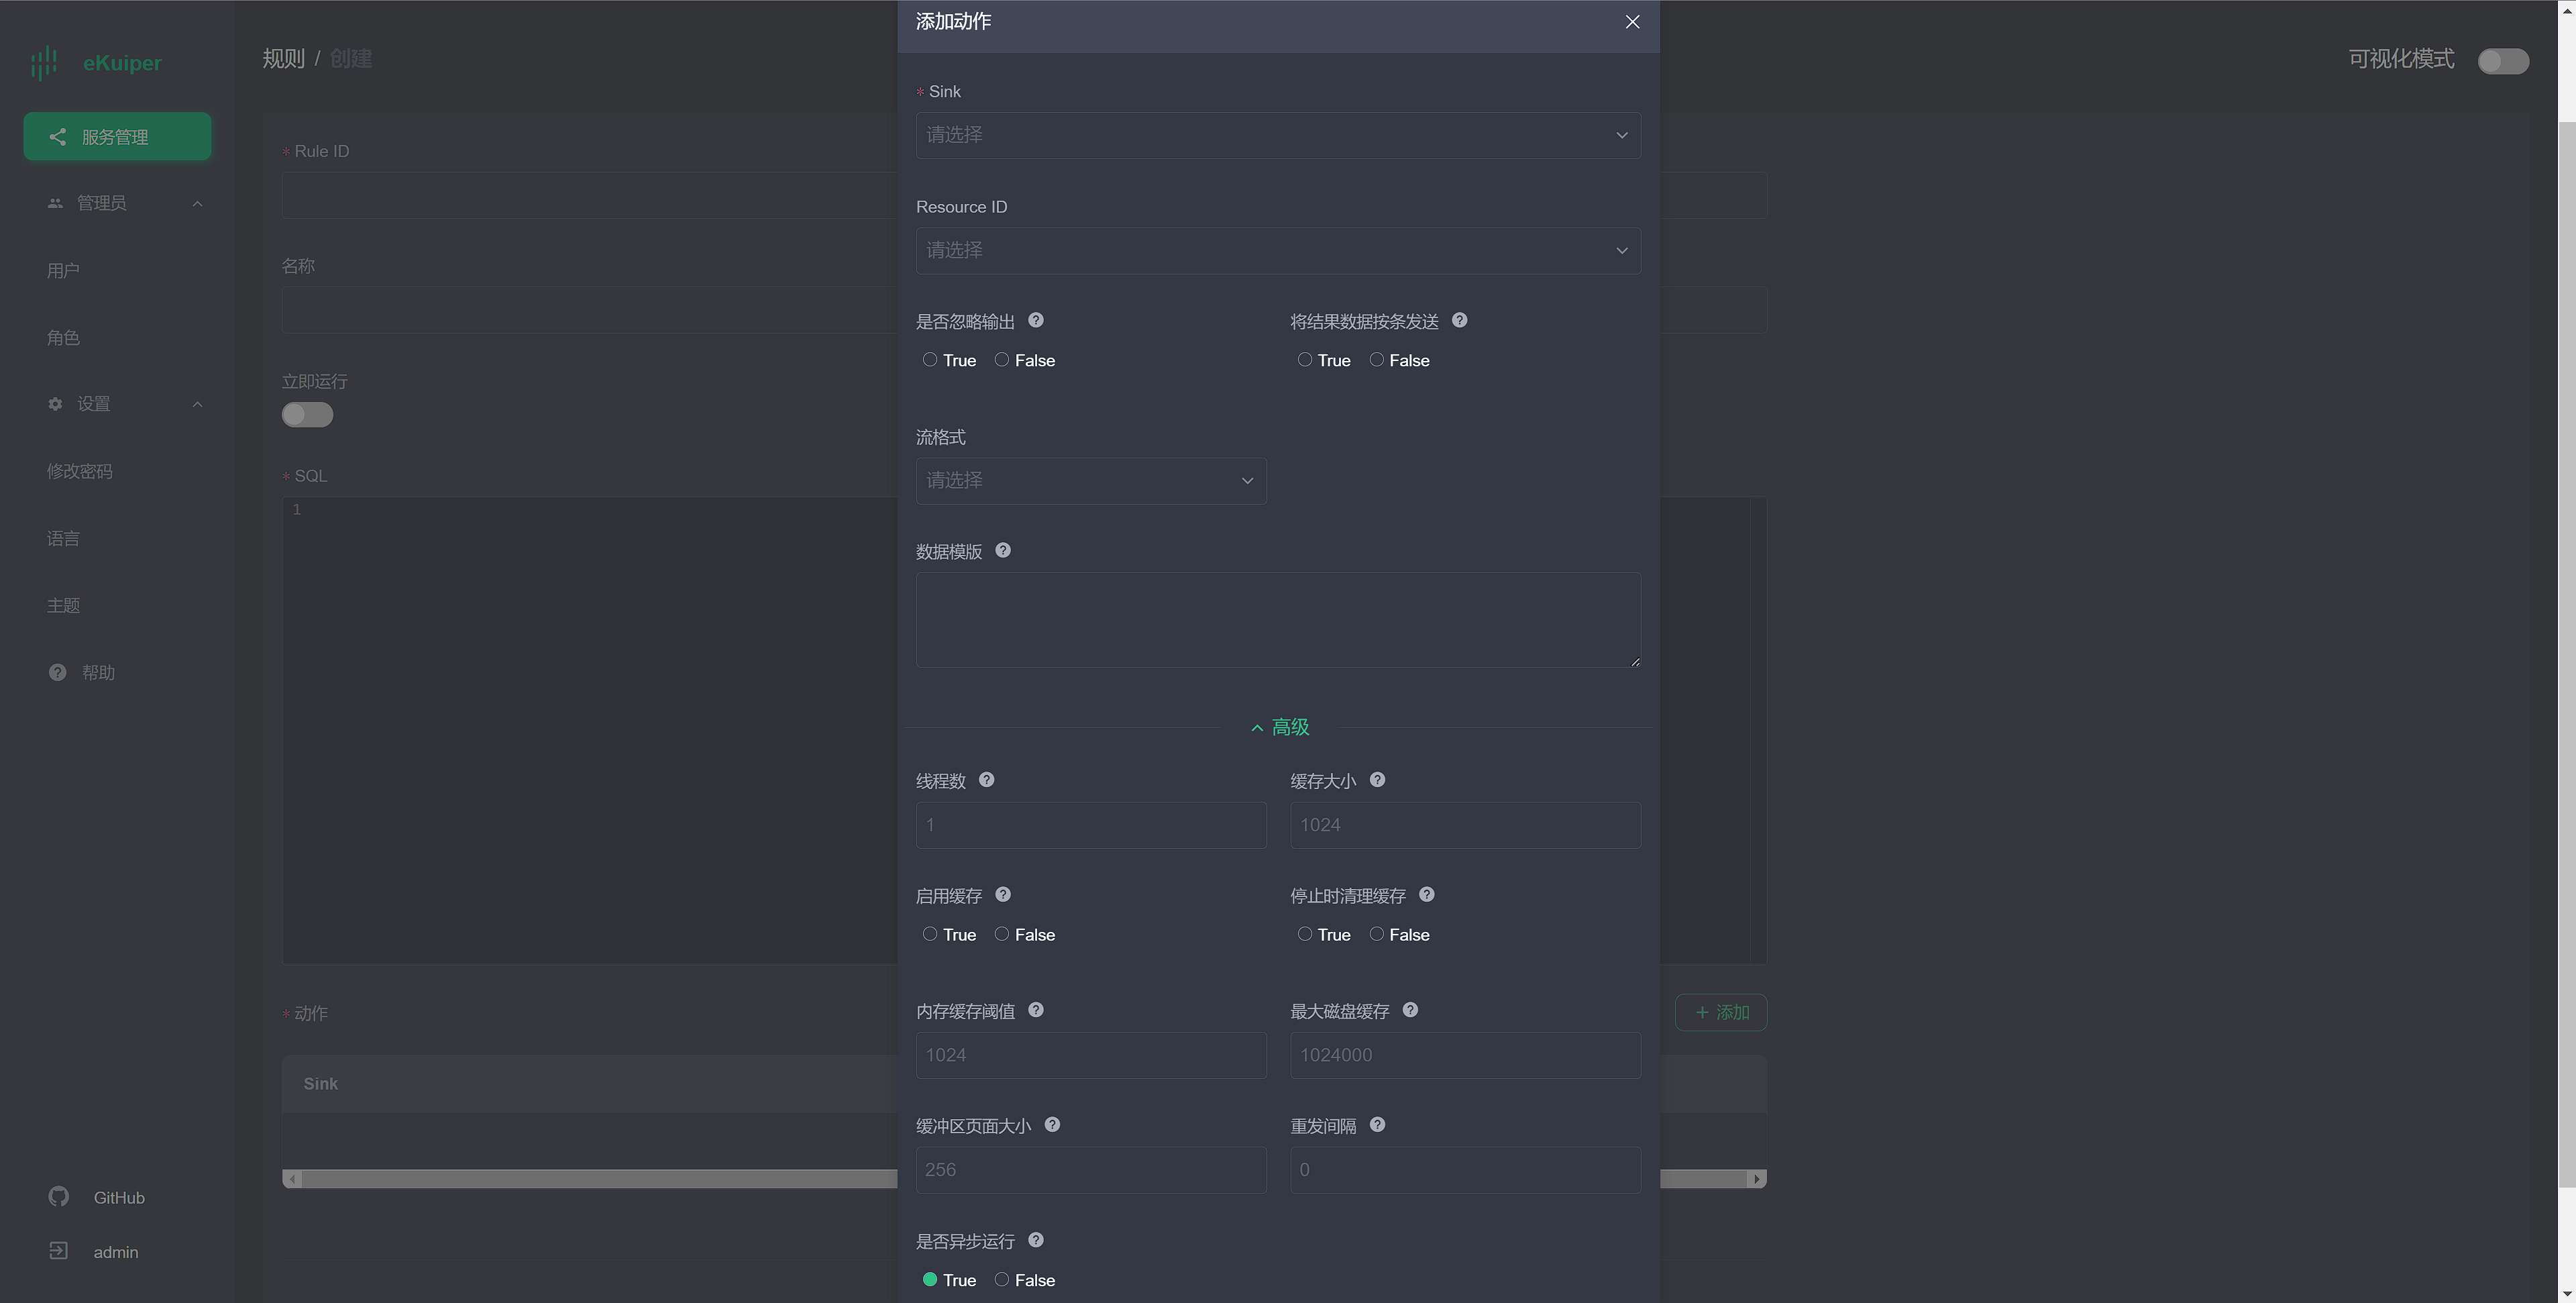 eKuiper
服务管理
管理员
用户
角色
设置
修改密码
语言
主题
帮助
GitHub
admin
规则 / 创建
可视化模式
* Rule ID
名称
立即运行
* SQL
1
* 动作
+ 添加
Sink
添加动作
* Sink
请选择
Resource ID
请选择
是否忽略输出
True False
将结果数据按条发送
True False
流格式
请选择
数据模版
高级
线程数
1
缓存大小
1024
启用缓存
True False
停止时清理缓存
True False
内存缓存阈值
1024
最大磁盘缓存
1024000
缓冲区页面大小
256
重发间隔
0
是否异步运行
True False